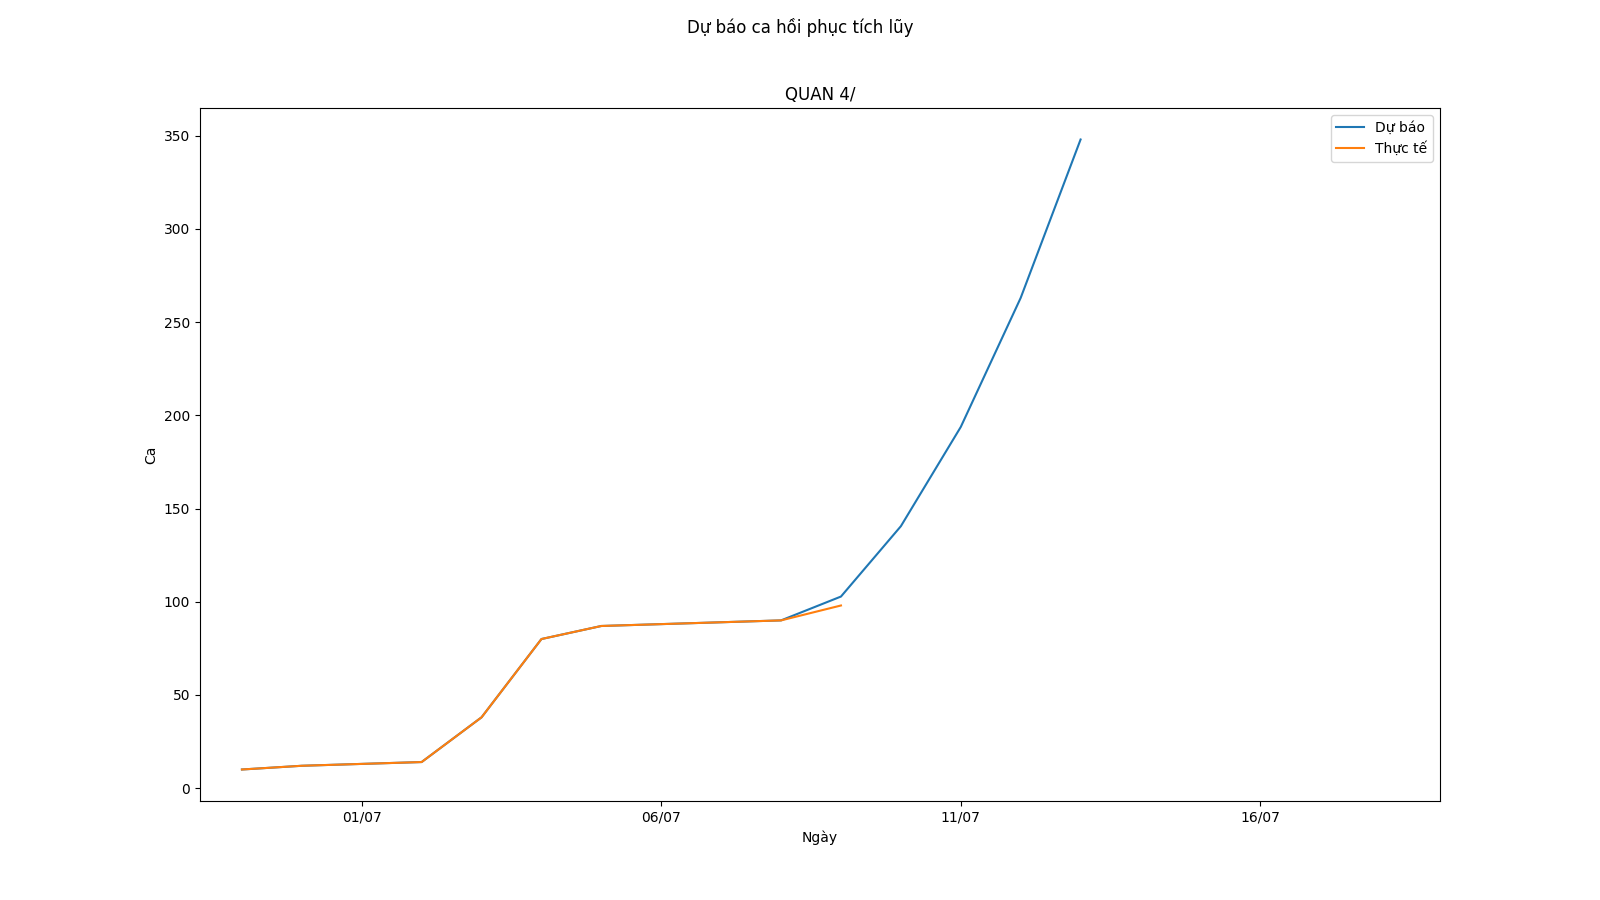 Dự báo ca hồi phục tích lũy
QUAN 4/
Dự báo
Thực tế
350
300
250
200
150
100
50
0
Ca
01/07 06/07 11/07 16/07
Ngày